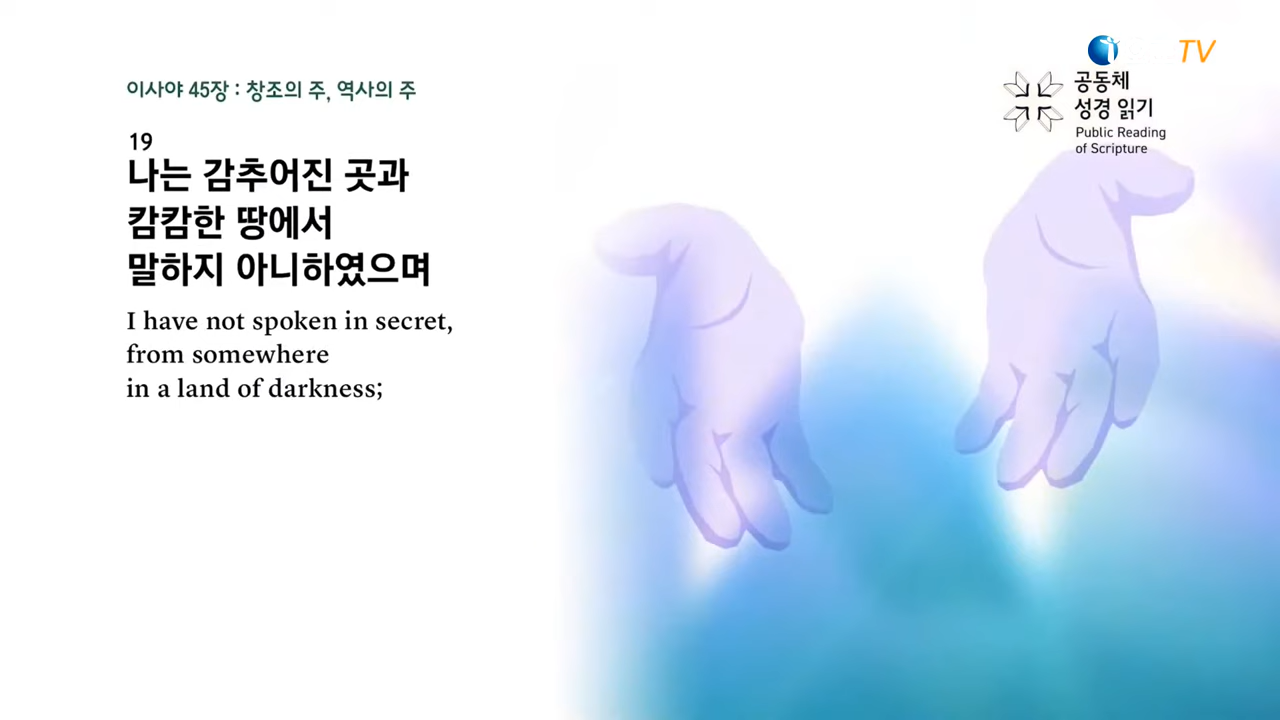 TV
이사야 45장 : 창조의 주, 역사의 주
공동체
성경 읽기
Public Reading
of Scripture
19
나는 감추어진 곳과
캄캄한 땅에서
말하지 아니하였으며
I have not spoken in secret,
from somewhere
in a land of darkness;